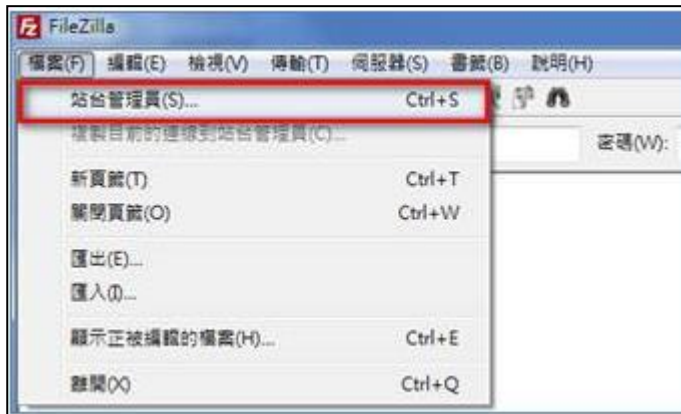 FileZilla
檔案(F) 編輯(E) 檢視(V) 傳輸(T) 伺服器(S) 書籤(B) 說明(H)
站台管理員(S)... Ctrl+S
複製目前的連線到站台管理員(C)...
密碼(W):
新頁籤(T) Ctrl+T
關閉頁籤(O) Ctrl+W
匯出(E)...
匯入(I)...
顯示正被編輯的檔案(H)... Ctrl+E
離開(X) Ctrl+Q